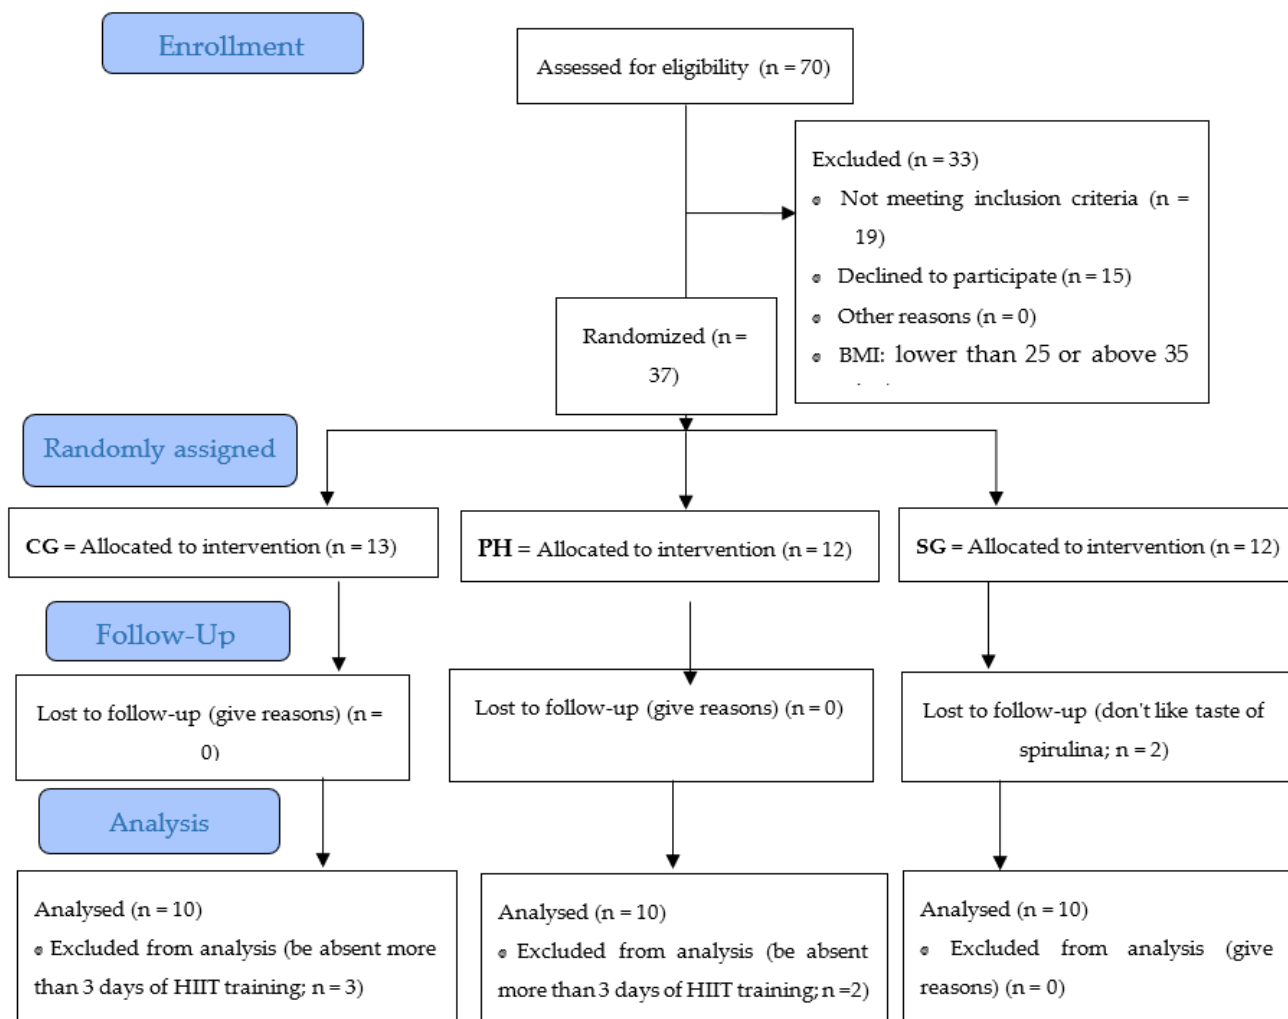 Enrollment
Assessed for eligibility (n = 70)
Excluded (n = 33)
Not meeting inclusion criteria (n =
19)
Declined to participate (n = 15)
Other reasons (n = 0)
BMI: lower than 25 or above 35
Randomized (n =
37)
Randomly assigned
CG = Allocated to intervention (n = 13)
PH = Allocated to intervention (n = 12)
SG = Allocated to intervention (n = 12)
Follow-Up
Lost to follow-up (give reasons) (n =
0)
Lost to follow-up (give reasons) (n = 0)
Lost to follow-up (don't like taste of
spirulina; n = 2)
Analysis
Analysed (n = 10)
Excluded from analysis (be absent more
than 3 days of HIIT training; n = 3)
Analysed (n = 10)
Excluded from analysis (be absent
more than 3 days of HIIT training; n =2)
Analysed (n = 10)
Excluded from analysis (give
reasons) (n = 0)